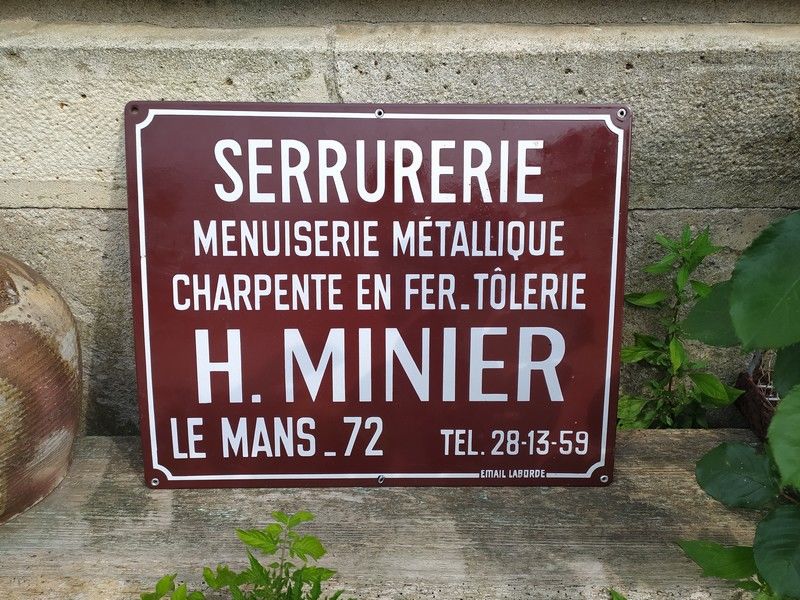 SERRURERIE
MENUISERIE MÉTALLIQUE
CHARPENTE EN FER_TÔLERIE
H. MINIER
LE MANS_72 TEL. 28-13-59
EMAIL LABORDE